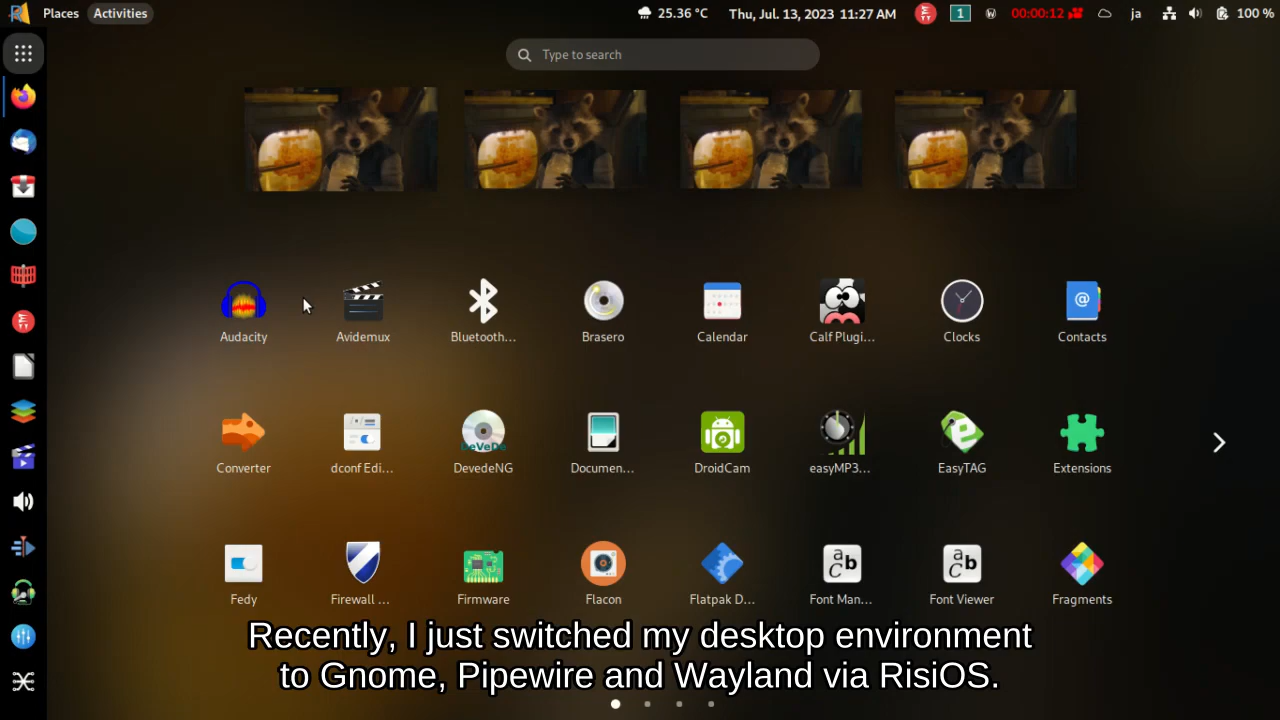 Places Activities 25.36 °C Thu, Jul. 13, 2023 11:27 AM 1 00:00:12 ja 100 %
Type to search
Audacity Avidemux Bluetooth... Brasero Calendar Calf Plugi... Clocks Contacts
Converter dconf Edi... DevedeNG Documen... DroidCam easyMP3... EasyTAG Extensions
Fedy Firewall ... Firmware Flacon Flatpak D... Font Man... Font Viewer Fragments
Recently, I just switched my desktop environment
to Gnome, Pipewire and Wayland via RisiOS.